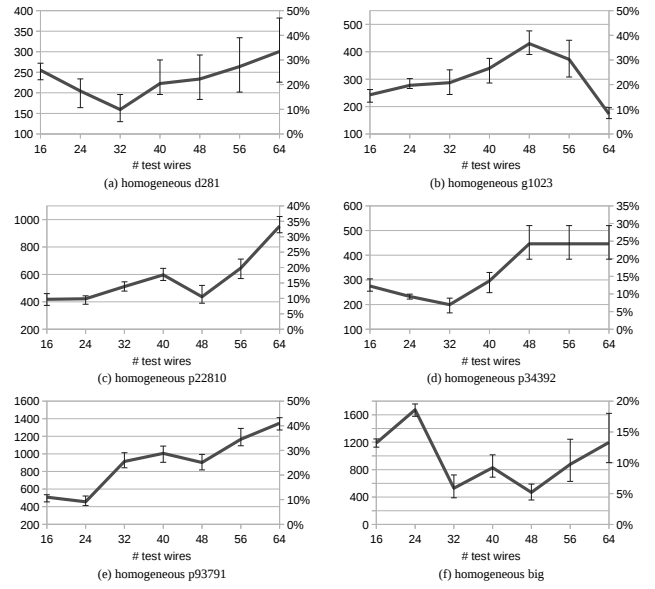 400 50%
350 40%
300 30%
250
200 20%
150 10%
100 0%
16 24 32 40 48 56 64
# test wires
(a) homogeneous d281
500 50%
400 40%
300 30%
20%
200 10%
100 0%
16 24 32 40 48 56 64
# test wires
(b) homogeneous g1023
40%
1000 35%
30%
800 25%
600 20%
15%
400 10%
5%
200 0%
16 24 32 40 48 56 64
# test wires
(c) homogeneous p22810
600 35%
500 30%
25%
400 20%
300 15%
10%
200 5%
100 0%
16 24 32 40 48 56 64
# test wires
(d) homogeneous p34392
1600 50%
1400 40%
1200
1000 30%
800 20%
600
400 10%
200 0%
16 24 32 40 48 56 64
# test wires
(e) homogeneous p93791
20%
1600
15%
1200
10%
800
400 5%
0 0%
16 24 32 40 48 56 64
# test wires
(f) homogeneous big